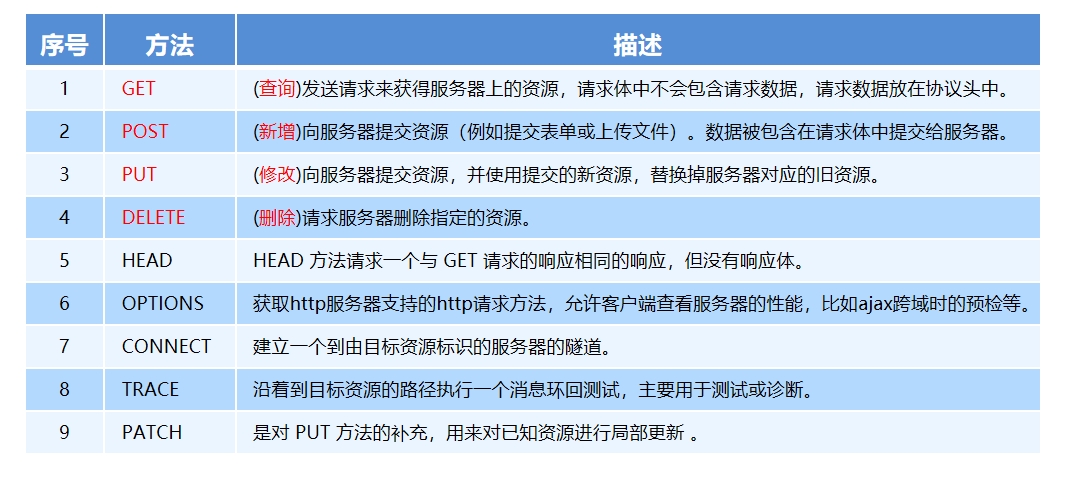 序号 方法 描述
1 GET (查询)发送请求来获得服务器上的资源，请求体中不会包含请求数据，请求数据放在协议头中。
2 POST (新增)向服务器提交资源（例如提交表单或上传文件）。数据被包含在请求体中提交给服务器。
3 PUT (修改)向服务器提交资源，并使用提交的新资源，替换掉服务器对应的旧资源。
4 DELETE (删除)请求服务器删除指定的资源。
5 HEAD HEAD 方法请求一个与 GET 请求的响应相同的响应，但没有响应体。
6 OPTIONS 获取http服务器支持的http请求方法，允许客户端查看服务器的性能，比如ajax跨域时的预检等。
7 CONNECT 建立一个到由目标资源标识的服务器的隧道。
8 TRACE 沿着到目标资源的路径执行一个消息环回测试，主要用于测试或诊断。
9 PATCH 是对 PUT 方法的补充，用来对已知资源进行局部更新 。